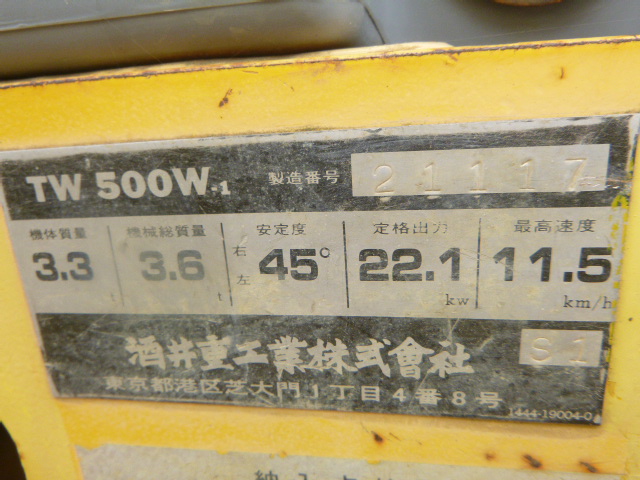 TW 500W-1 製造番号 21117
機体質量 機械総質量 安定度 定格出力 最高速度
3.3 t 3.6 t 右左 45° 22.1 kw 11.5 km/h
酒井重工業株式會社 S1
東京都港区芝大門1丁目4番8号
1444-19004-0
納入